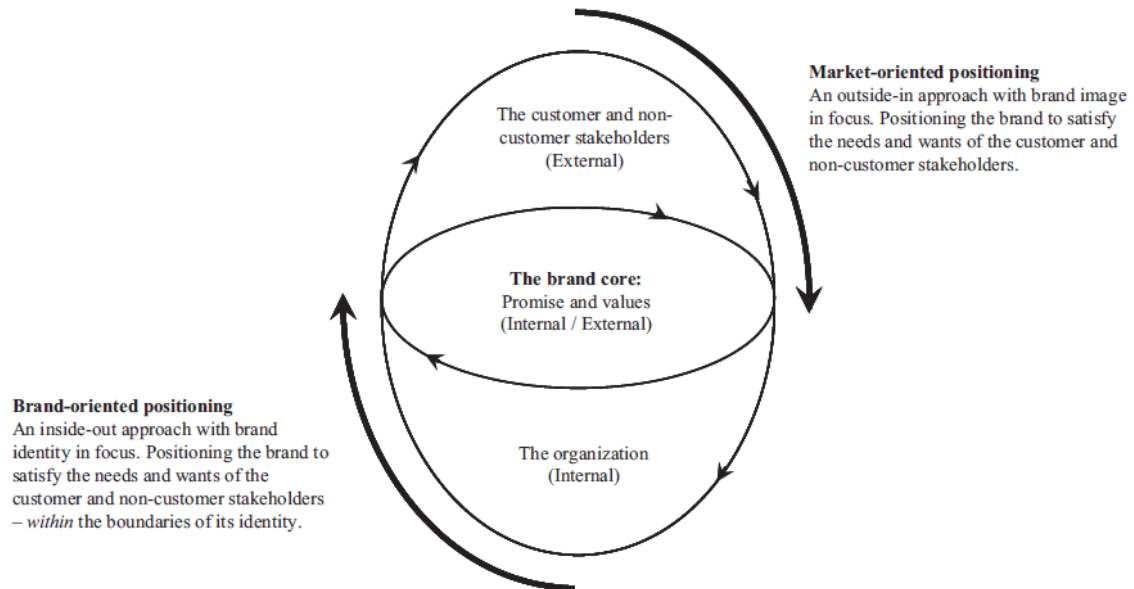 Market-oriented positioning
An outside-in approach with brand image
in focus. Positioning the brand to satisfy
the needs and wants of the customer and
non-customer stakeholders.
The customer and non-
customer stakeholders
(External)
The brand core:
Promise and values
(Internal / External)
Brand-oriented positioning
An inside-out approach with brand
identity in focus. Positioning the brand to
satisfy the needs and wants of the
customer and non-customer stakeholders
– within the boundaries of its identity.
The organization
(Internal)